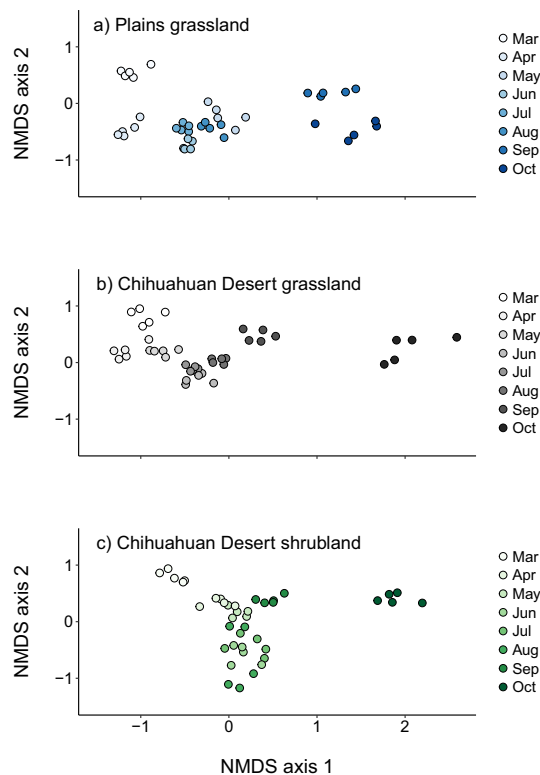 a) Plains grassland
1
0
−1
NMDS axis 2
Mar
Apr
May
Jun
Jul
Aug
Sep
Oct
b) Chihuahuan Desert grassland
1
0
−1
NMDS axis 2
Mar
Apr
May
Jun
Jul
Aug
Sep
Oct
c) Chihuahuan Desert shrubland
1
0
−1
NMDS axis 2
Mar
Apr
May
Jun
Jul
Aug
Sep
Oct
−1 0 1 2
NMDS axis 1